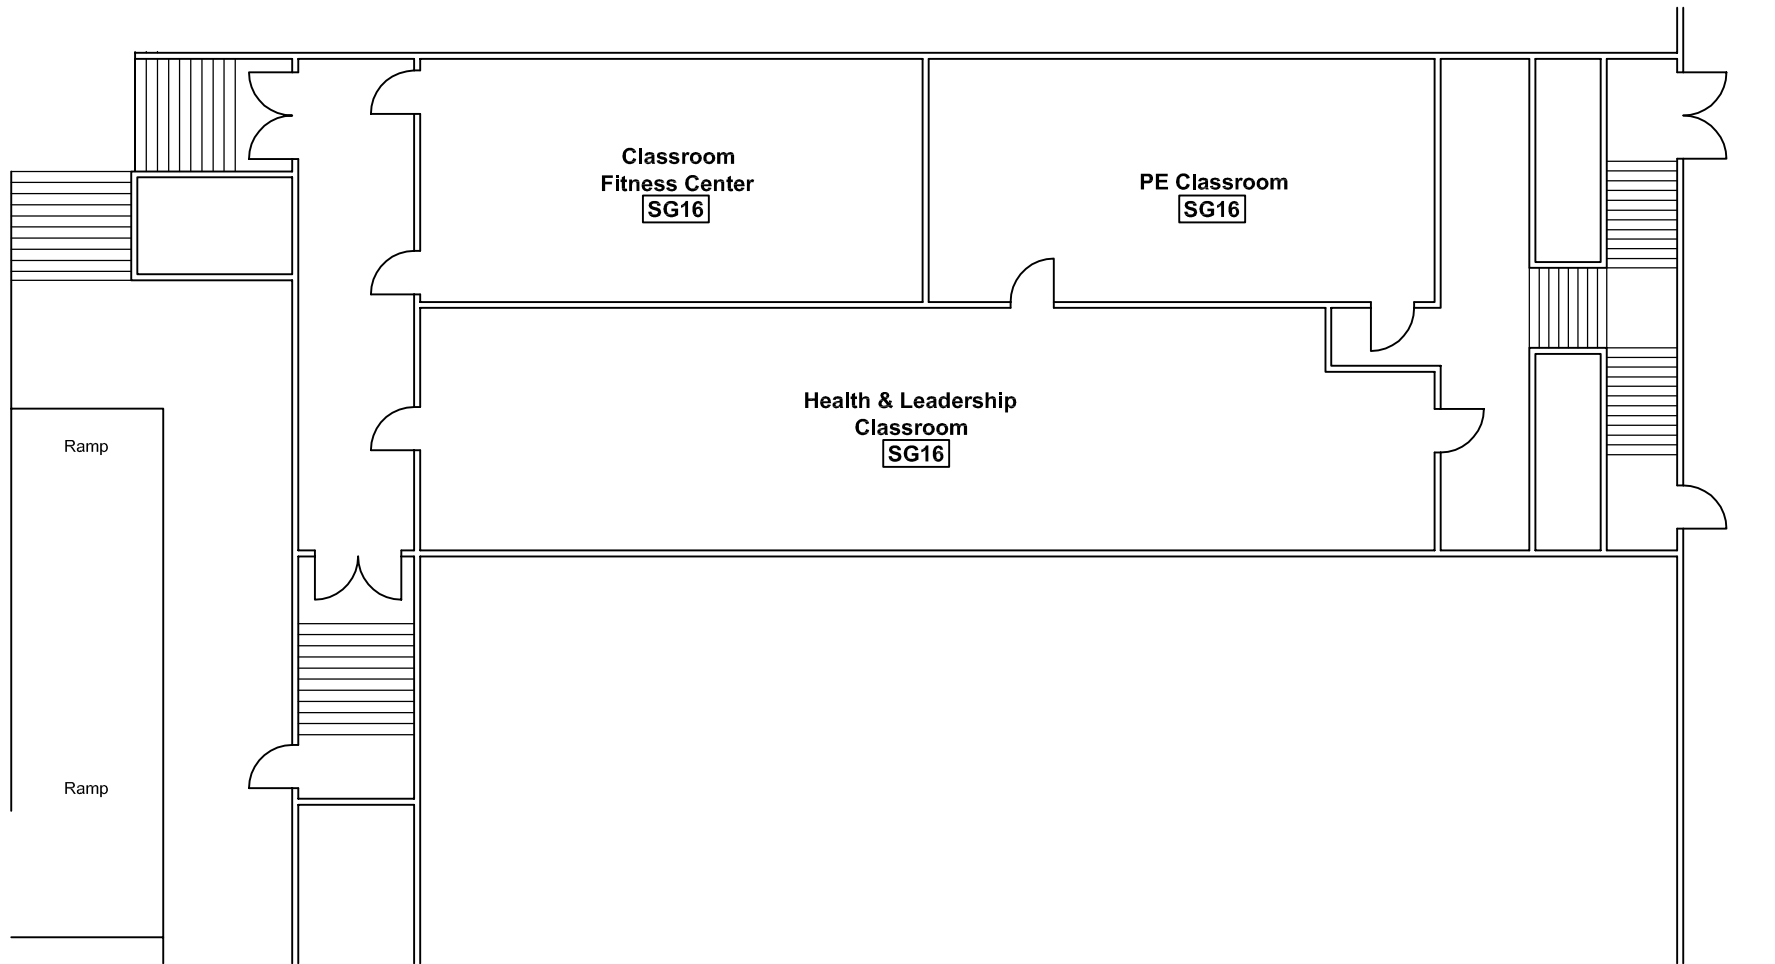 Classroom
Fitness Center
SG16
PE Classroom
SG16
Health & Leadership
Classroom
SG16
Ramp
Ramp